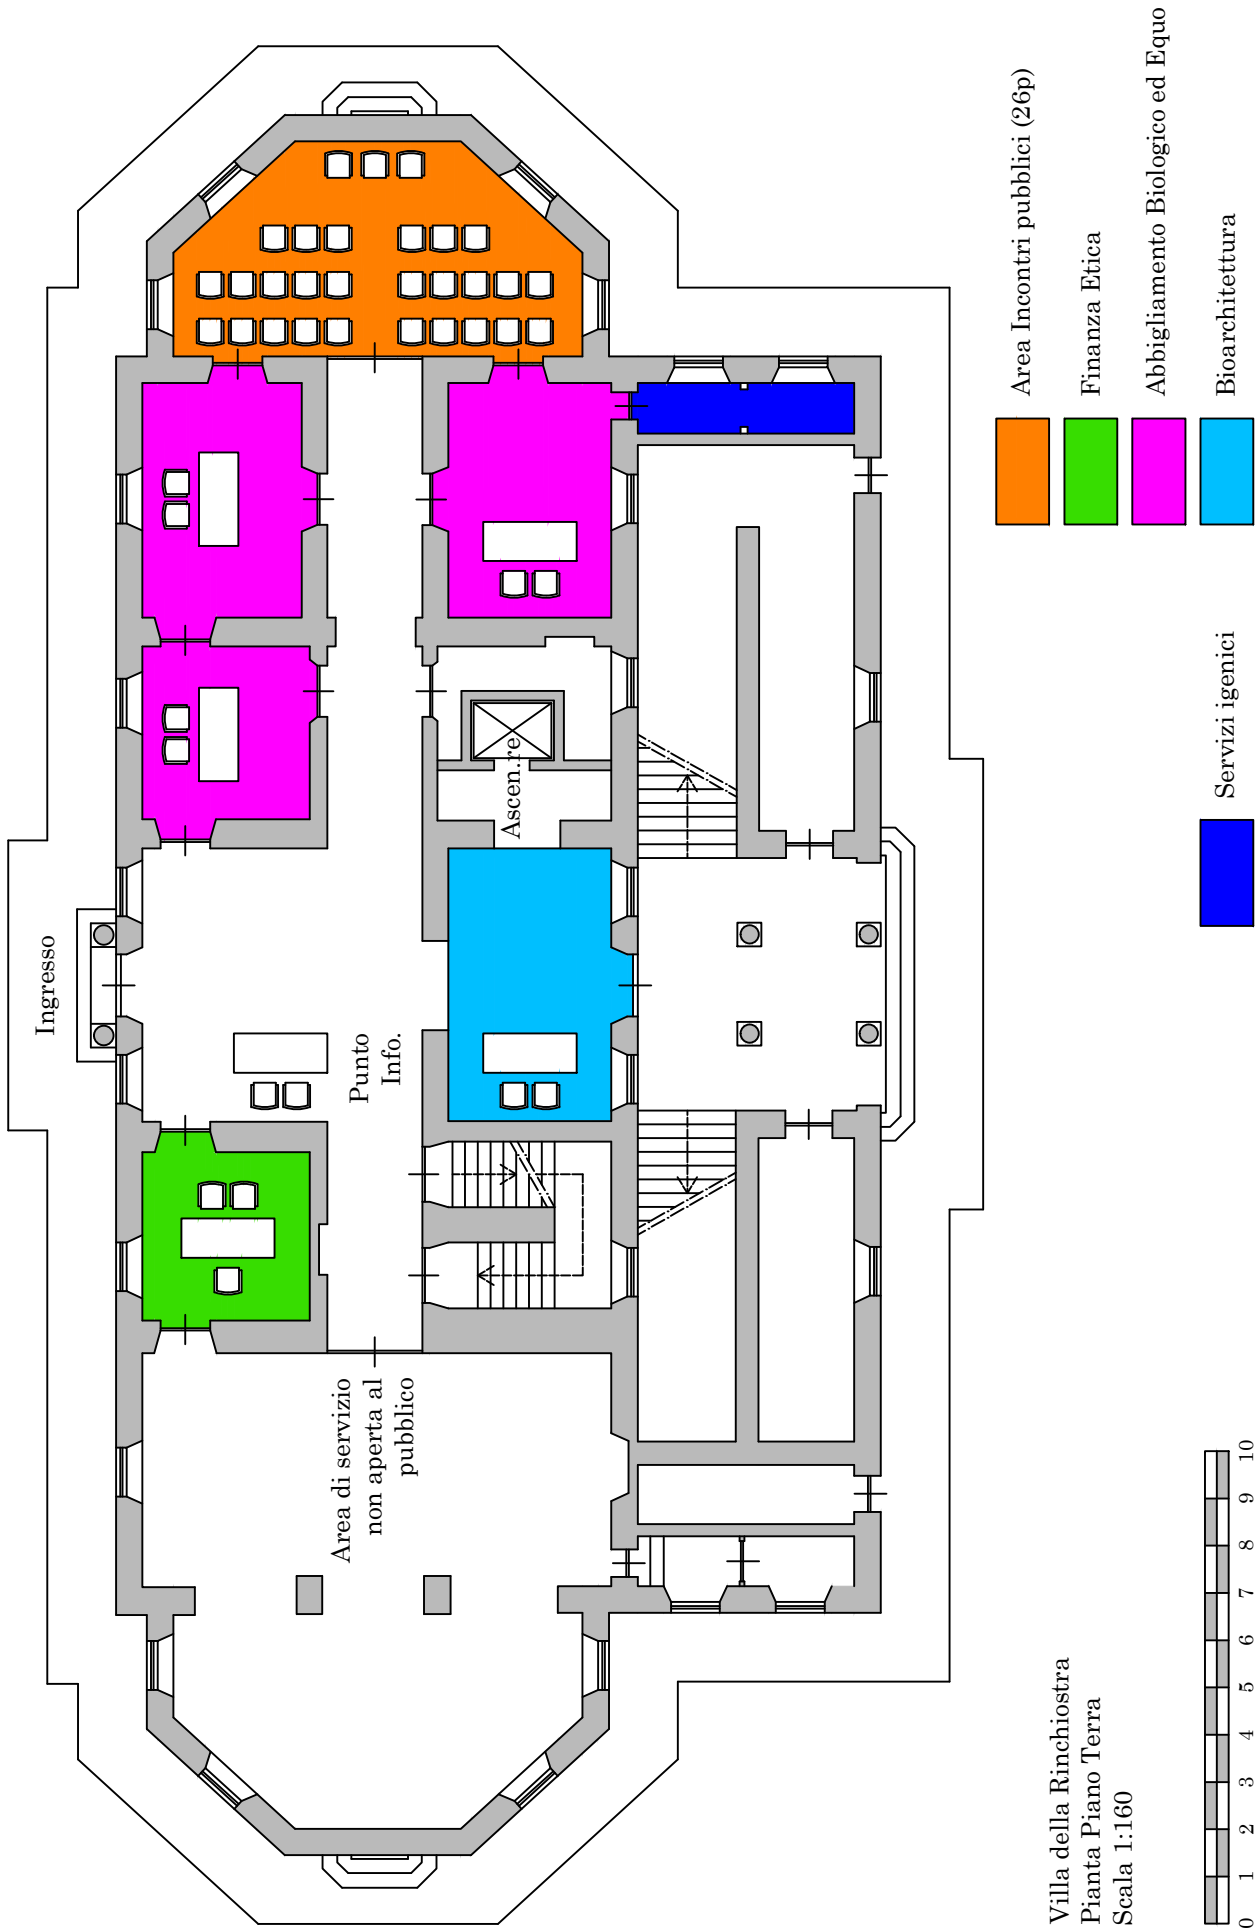 Ingresso
Punto
Info.
Ascen.re
Area di servizio
non aperta al
pubblico
Area Incontri pubblici (26p)
Finanza Etica
Abbigliamento Biologico ed Equo
Bioarchitettura
Servizi igenici
Villa della Rinchiostra
Pianta Piano Terra
Scala 1:160
0 1 2 3 4 5 6 7 8 9 10